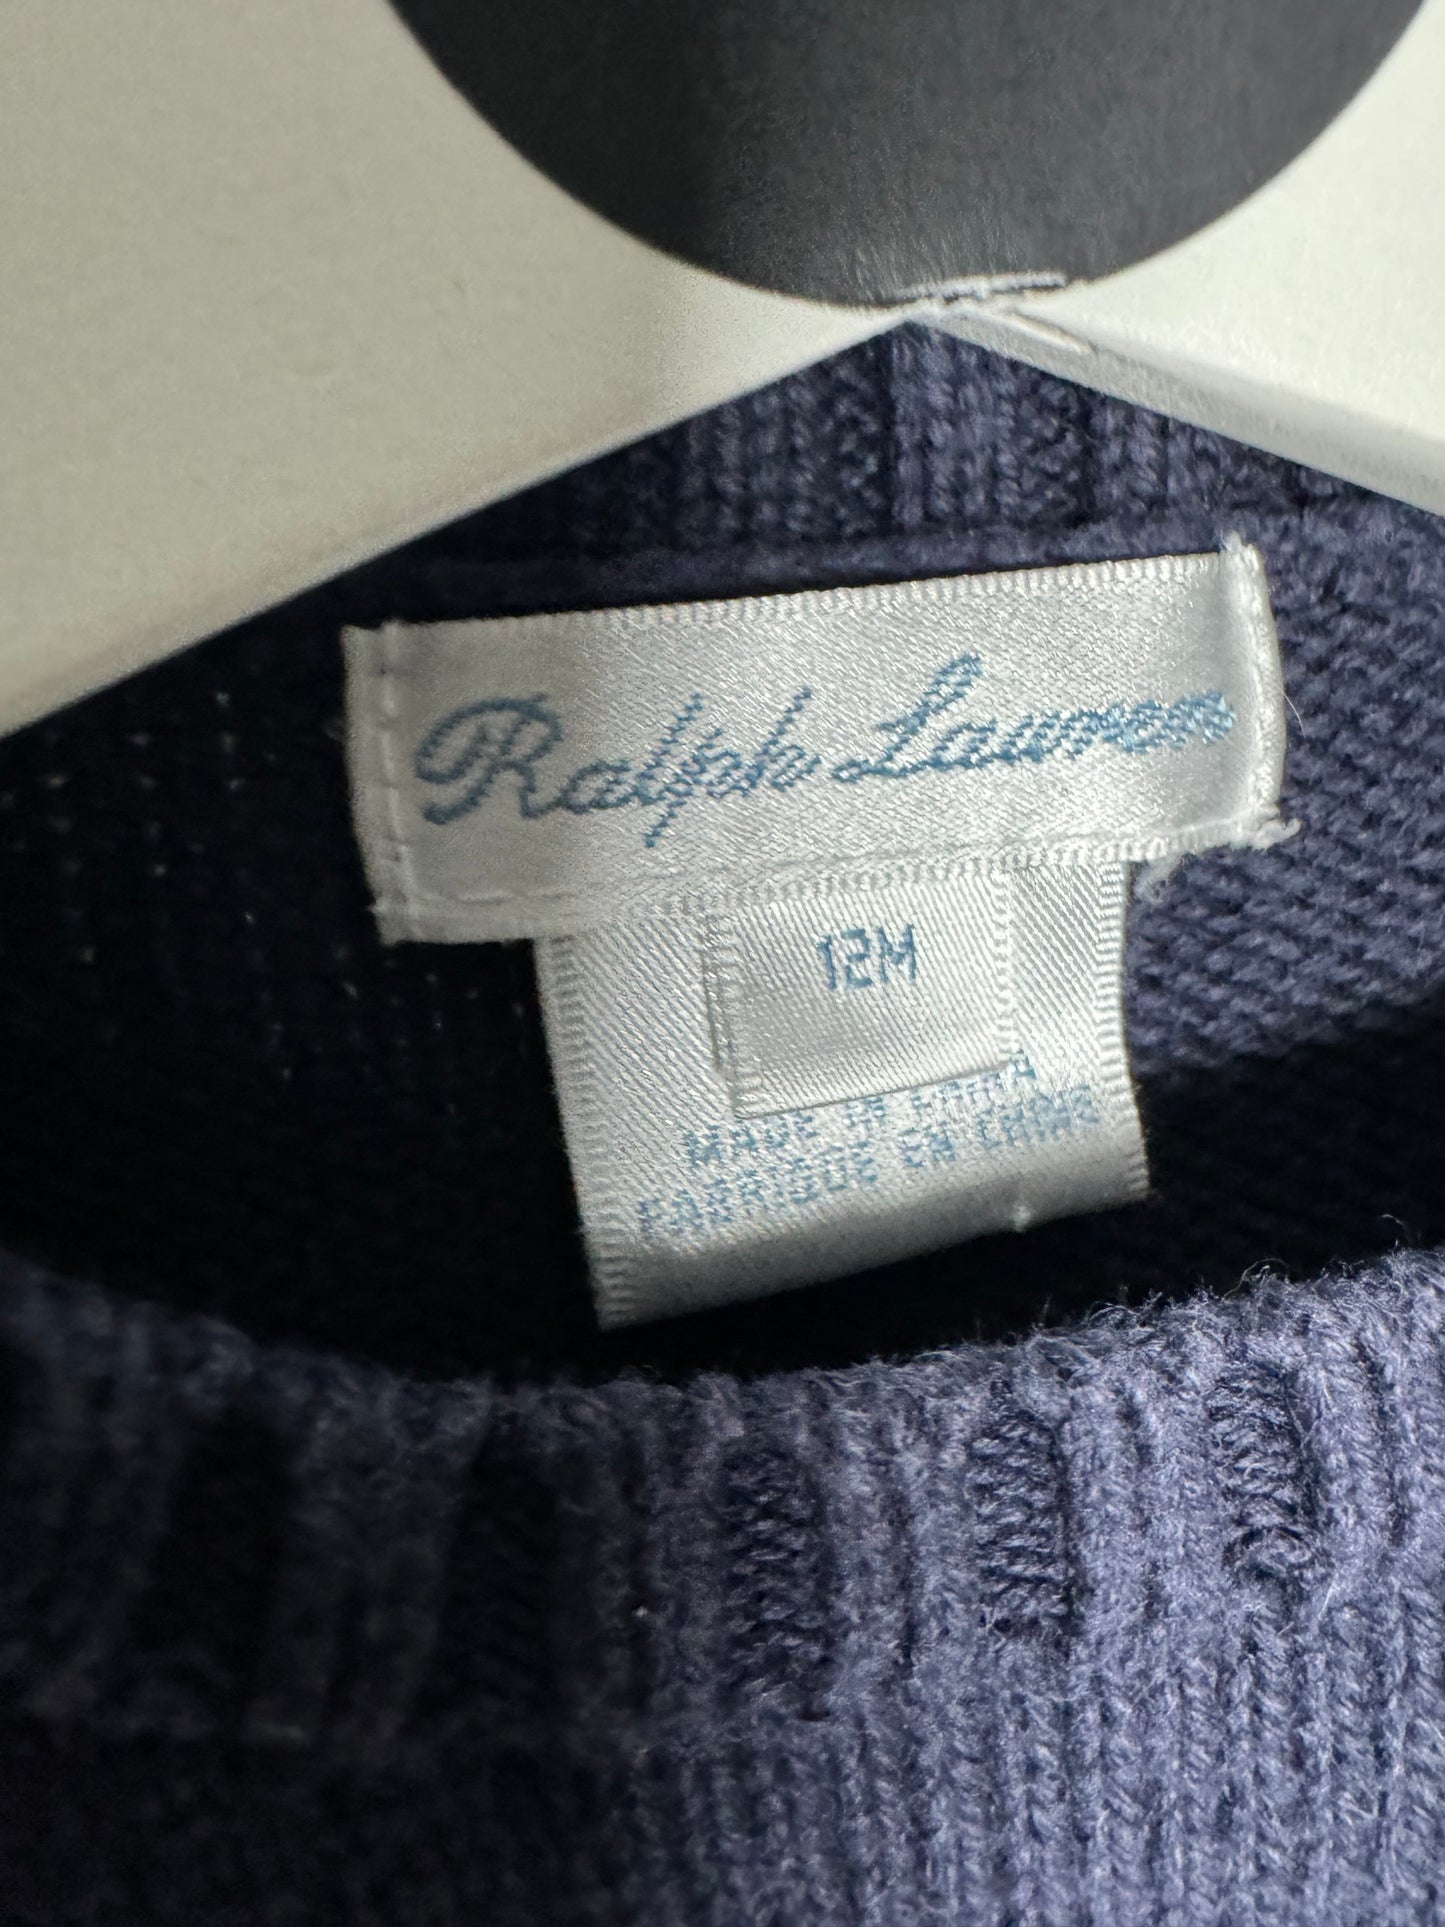 Ralph Lauren
12M
MADE IN CHINA
FABRIQUE EN CHINE